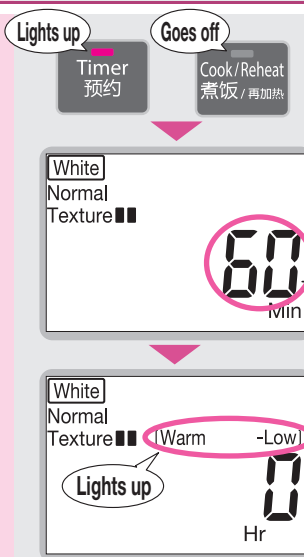 Lights up
Goes off
Timer
预约
Cook/Reheat
煮饭/再加热
White
Normal
Texture
60
Min
White
Normal
Texture
Warm -Low
Lights up
0
Hr